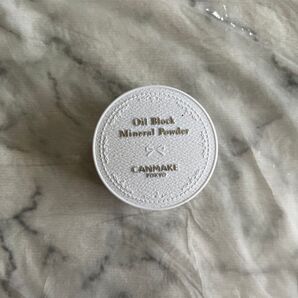 Oil Block
Mineral Powder
CANMAKE
TOKYO